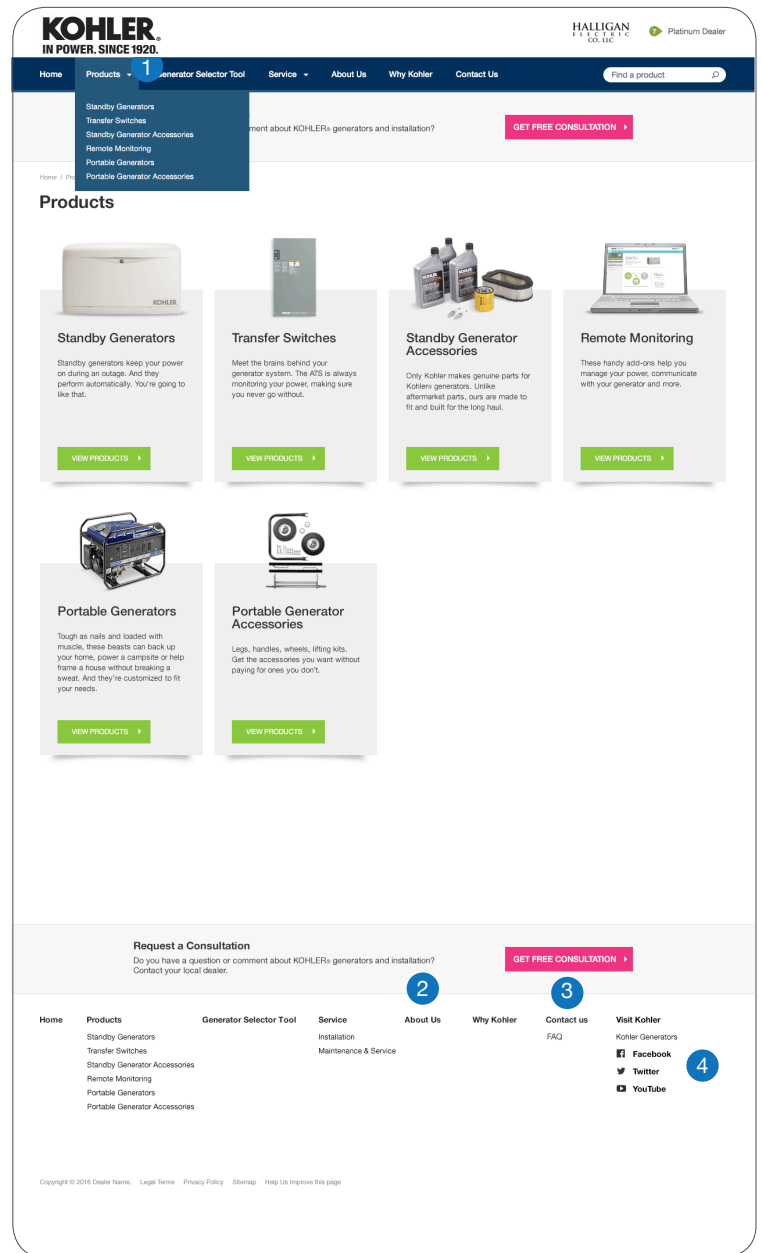 KOHLER®
IN POWER. SINCE 1920.
HALLIGAN
ELECTRIC
CO. LLC
7 Platinum Dealer
Home Products 1 Generator Selector Tool Service About Us Why Kohler Contact Us Find a product
Standby Generators
Transfer Switches
Standby Generator Accessories
Remote Monitoring
Portable Generators
Portable Generator Accessories
ment about KOHLER® generators and installation?
GET FREE CONSULTATION
Home /
Products
KOHLER
Standby Generators
Standby generators keep your power
on during an outage. And they
perform automatically. You're going to
like that.
VIEW PRODUCTS
Transfer Switches
Meet the brains behind your
generator system. The ATS is always
monitoring your power, making sure
you never go without.
VIEW PRODUCTS
KOHLER
Standby Generator
Accessories
Only Kohler makes genuine parts for
Kohler® generators. Unlike
aftermarket parts, ours are made to
fit and built for the long haul.
VIEW PRODUCTS
Remote Monitoring
These handy add-ons help you
manage your power, communicate
with your generator and more.
VIEW PRODUCTS
Portable Generators
Tough as nails and loaded with
muscle, these beasts can back up
your home, power a campsite or help
frame a house without breaking a
sweat. And they're customized to fit
your needs.
VIEW PRODUCTS
Portable Generator
Accessories
Legs, handles, wheels, lifting kits.
Get the accessories you want without
paying for ones you don't.
VIEW PRODUCTS
Request a Consultation
Do you have a question or comment about KOHLER® generators and installation?
Contact your local dealer.
GET FREE CONSULTATION
2
3
Home
Products
Standby Generators
Transfer Switches
Standby Generator Accessories
Remote Monitoring
Portable Generators
Portable Generator Accessories
Generator Selector Tool
Service
Installation
Maintenance & Service
About Us
Why Kohler
Contact us
FAQ
Visit Kohler
Kohler Generators
Facebook
Twitter
YouTube
4
Copyright © 2016 Dealer Name. Legal Terms Privacy Policy Sitemap Help Us Improve this page